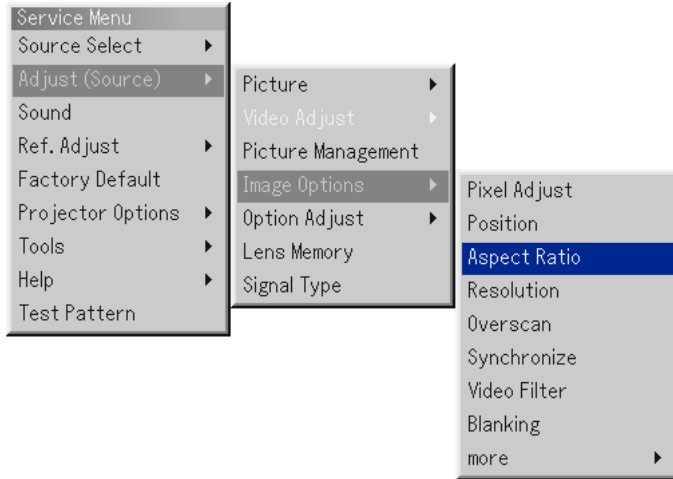 Service Menu
Source Select
Adjust (Source)
Sound
Ref. Adjust
Factory Default
Projector Options
Tools
Help
Test Pattern
Picture
Video Adjust
Picture Management
Image Options
Option Adjust
Lens Memory
Signal Type
Pixel Adjust
Position
Aspect Ratio
Resolution
Overscan
Synchronize
Video Filter
Blanking
more